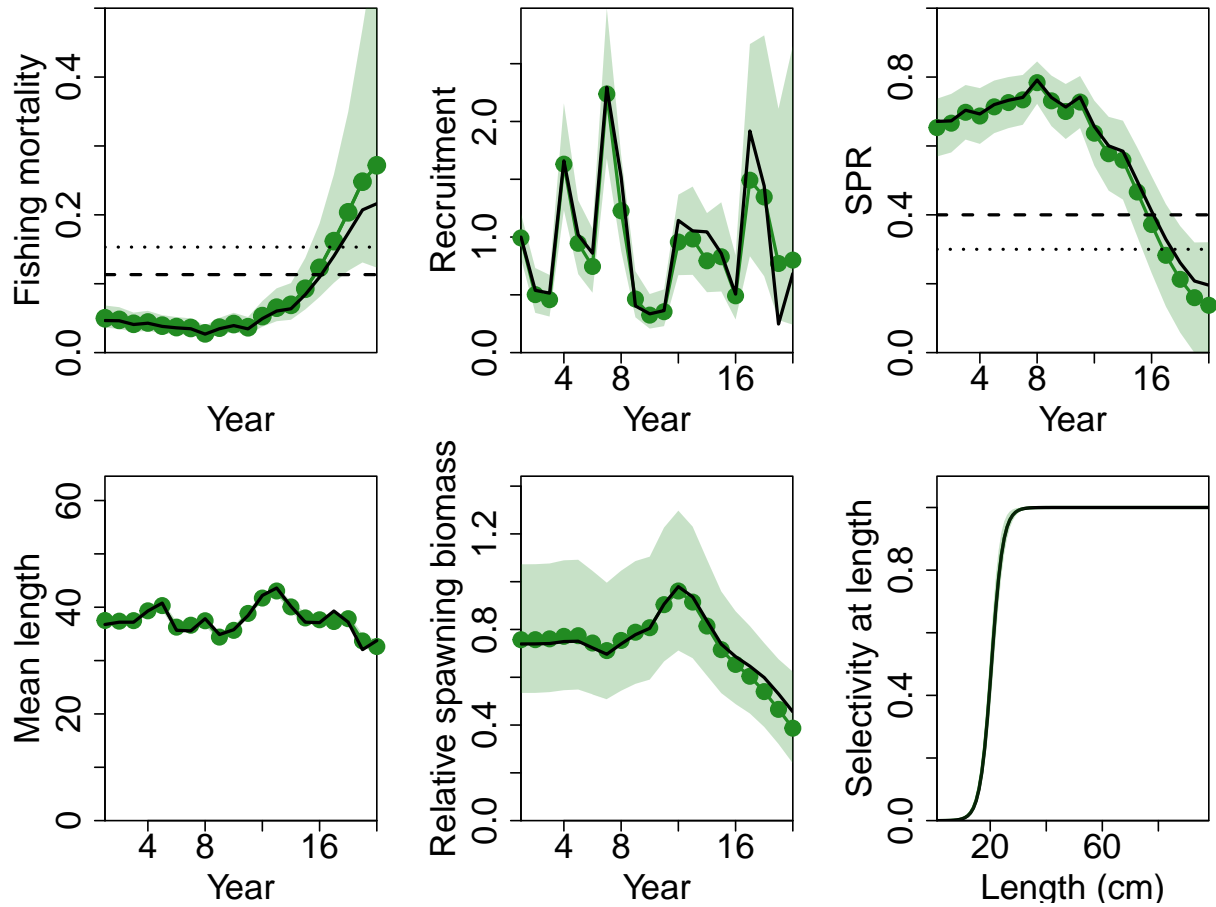 Fishing mortality
0.0
0.2
0.4
Year
Recruitment
0.0
1.0
2.0
4
8
16
Year
SPR
0.0
0.4
0.8
4
8
16
Year
Mean length
0
20
40
60
4
8
16
Year
Relative spawning biomass
0.0
0.4
0.8
1.2
4
8
16
Year
Selectivity at length
0.0
0.4
0.8
20
60
Length (cm)